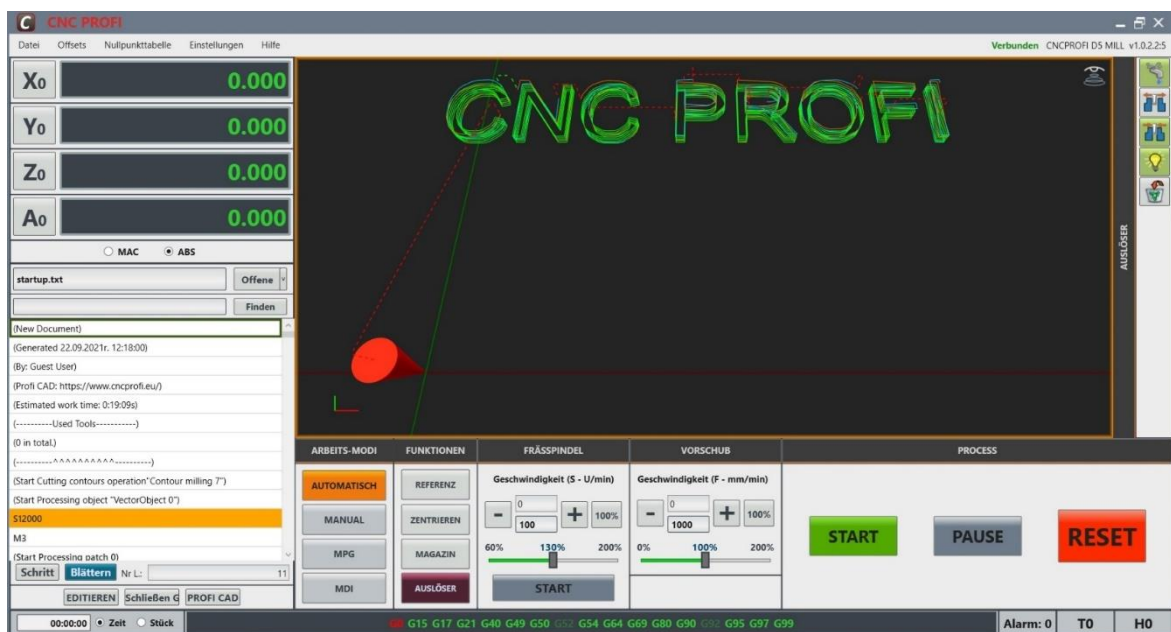 CNC PROFI
Datei Offsets Nullpunkttabelle Einstellungen Hilfe
Verbunden CNCPROFI D5 MILL v1.0.2.2:5
X0 0.000
Y0 0.000
Z0 0.000
A0 0.000
MAC ABS
startup.txt Offene
Finden
(New Document)
(Generated 22.09.2021r. 12:18:00)
(By: Guest User)
(Profi CAD: https://www.cncprofi.eu/)
(Estimated work time: 0:19:09s)
(----------Used Tools-----------)
(0 in total.)
(----------^^^^^^^^^^----------)
(Start Cutting contours operation"Contour milling 7")
(Start Processing object "VectorObject 0")
S12000
M3
(Start Processing patch 0)
Schritt Blättern Nr L.: 11
EDITIEREN Schließen G PROFI CAD
CNC PROFI
AUSLÖSER
ARBEITS-MODI
AUTOMATISCH
MANUAL
MPG
MDI
FUNKTIONEN
REFERENZ
ZENTRIEREN
MAGAZIN
AUSLÖSER
FRÄSSPINDEL
Geschwindigkeit (S - U/min)
- 0 + 100%
100
60% 130% 200%
START
VORSCHUB
Geschwindigkeit (F - mm/min)
- 0 + 100%
1000
0% 100% 200%
PROCESS
START PAUSE RESET
00:00:00 Zeit Stück
G15 G17 G21 G40 G49 G50 G52 G54 G64 G69 G80 G90 G92 G95 G97 G99
Alarm: 0 T0 H0